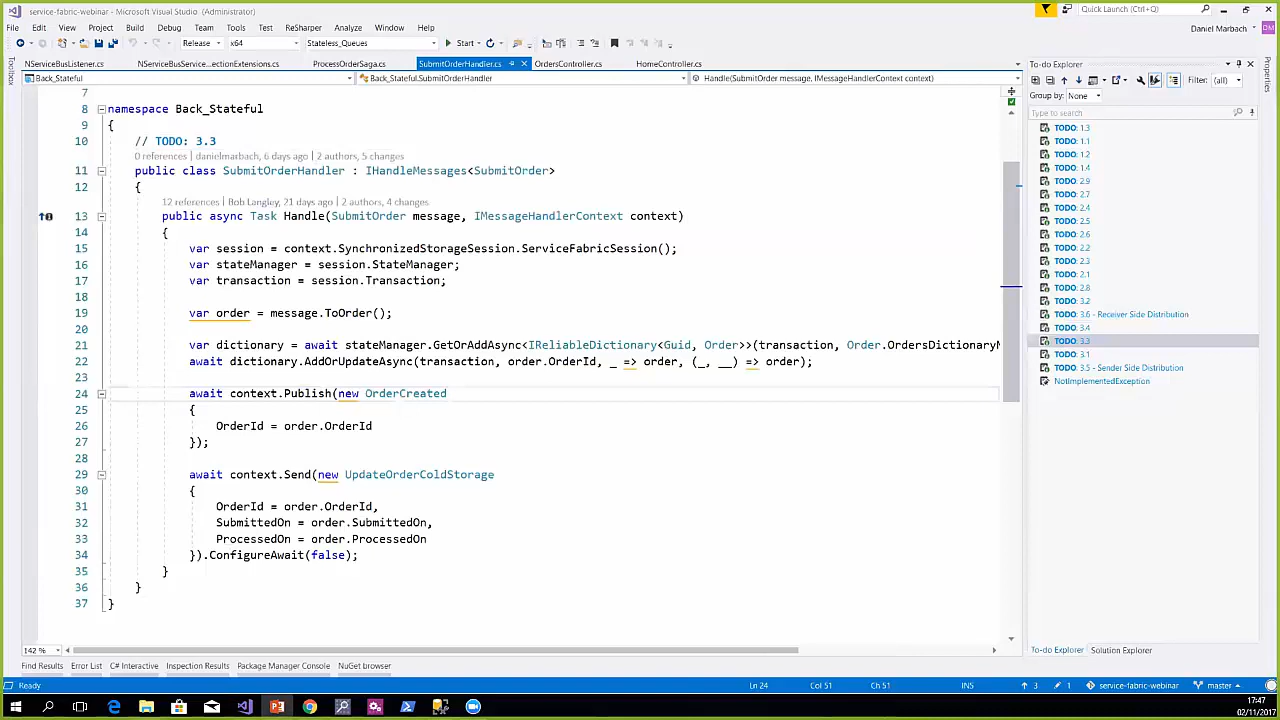 service-fabric-webinar - Microsoft Visual Studio (Administrator)
Quick Launch (Ctrl+Q)
File Edit View Project Build Debug Team Tools Test ReSharper Analyze Window Help
Daniel Marbach DM
Release x64 Stateless_Queues Start
Toolbox
NServiceBusListener.cs NServiceBusService...ectionExtensions.cs ProcessOrderSaga.cs SubmitOrderHandler.cs OrdersController.cs HomeController.cs
Back_Stateful Back_Stateful.SubmitOrderHandler Handle(SubmitOrder message, IMessageHandlerContext context)
7
8 namespace Back_Stateful
9 {
10 // TODO: 3.3
0 references | danielmarbach, 6 days ago | 2 authors, 5 changes
11 public class SubmitOrderHandler : IHandleMessages<SubmitOrder>
12 {
12 references | Bob Langley, 21 days ago | 2 authors, 4 changes
13 public async Task Handle(SubmitOrder message, IMessageHandlerContext context)
14 {
15 var session = context.SynchronizedStorageSession.ServiceFabricSession();
16 var stateManager = session.StateManager;
17 var transaction = session.Transaction;
18
19 var order = message.ToOrder();
20
21 var dictionary = await stateManager.GetOrAddAsync<IReliableDictionary<Guid, Order>>(transaction, Order.OrdersDictionaryN
22 await dictionary.AddOrUpdateAsync(transaction, order.OrderId, _ => order, (_, __) => order);
23
24 await context.Publish(new OrderCreated
25 {
26 OrderId = order.OrderId
27 });
28
29 await context.Send(new UpdateOrderColdStorage
30 {
31 OrderId = order.OrderId,
32 SubmittedOn = order.SubmittedOn,
33 ProcessedOn = order.ProcessedOn
34 }).ConfigureAwait(false);
35 }
36 }
37 }
142 %
To-do Explorer
Filter: (all)
Group by: None
Type to search
TODO: 1.3
TODO: 1.1
TODO: 1.2
TODO: 1.4
TODO: 2.9
TODO: 2.7
TODO: 2.4
TODO: 2.5
TODO: 2.6
TODO: 2.2
TODO: 2.3
TODO: 2.1
TODO: 2.8
TODO: 3.2
TODO: 3.6 - Receiver Side Distribution
TODO: 3.4
TODO: 3.3
TODO: 3.1
TODO: 3.5 - Sender Side Distribution
NotImplementedException
To-do Explorer Solution Explorer
Properties
Find Results Error List C# Interactive Inspection Results Package Manager Console NuGet browser
Ready Ln 24 Col 51 Ch 51 INS 3 1 service-fabric-webinar master
17:47
02/11/2017